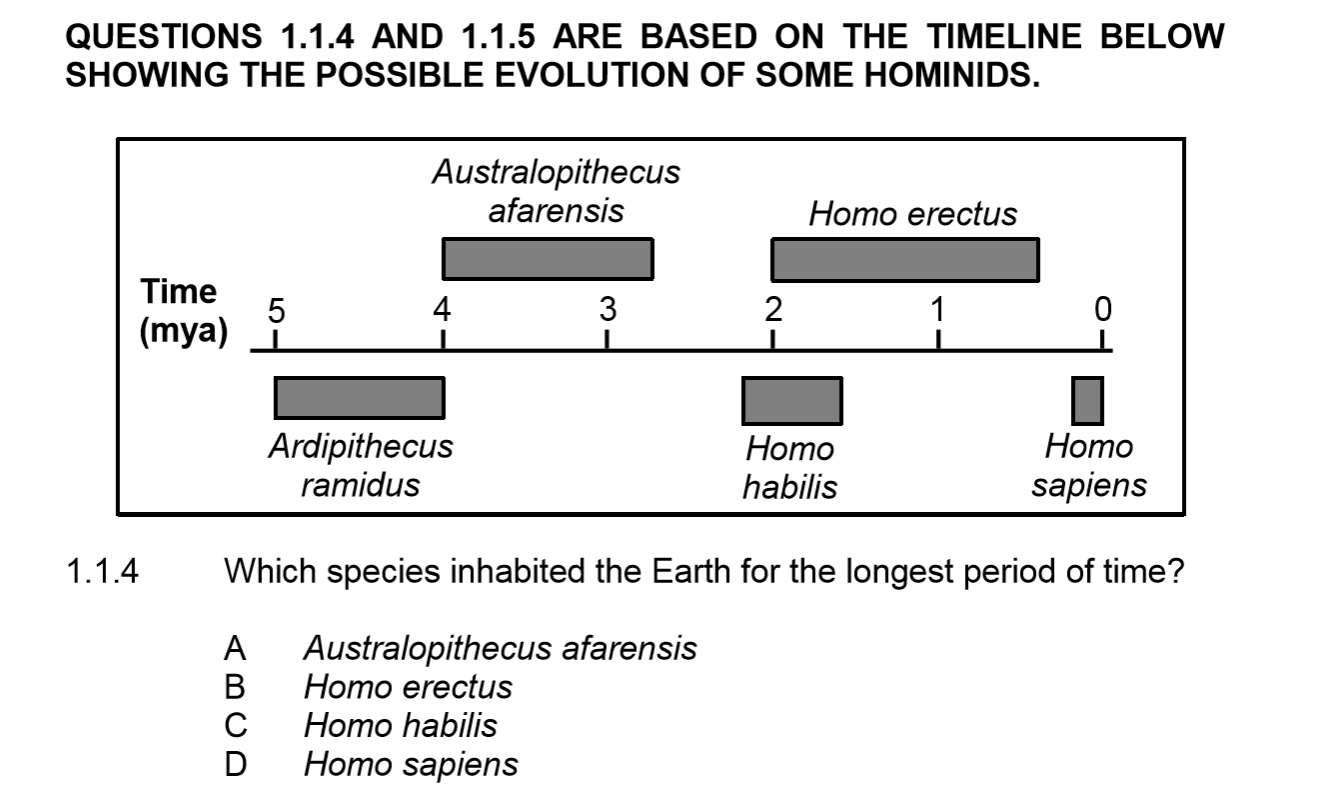 QUESTIONS 1.1.4 AND 1.1.5 ARE BASED ON THE TIMELINE BELOW
SHOWING THE POSSIBLE EVOLUTION OF SOME HOMINIDS.
Australopithecus
afarensis
Homo erectus
Time
(mya)
5 4 3 2 1 0
Ardipithecus
ramidus
Homo
habilis
Homo
sapiens
1.1.4 Which species inhabited the Earth for the longest period of time?
A Australopithecus afarensis
B Homo erectus
C Homo habilis
D Homo sapiens